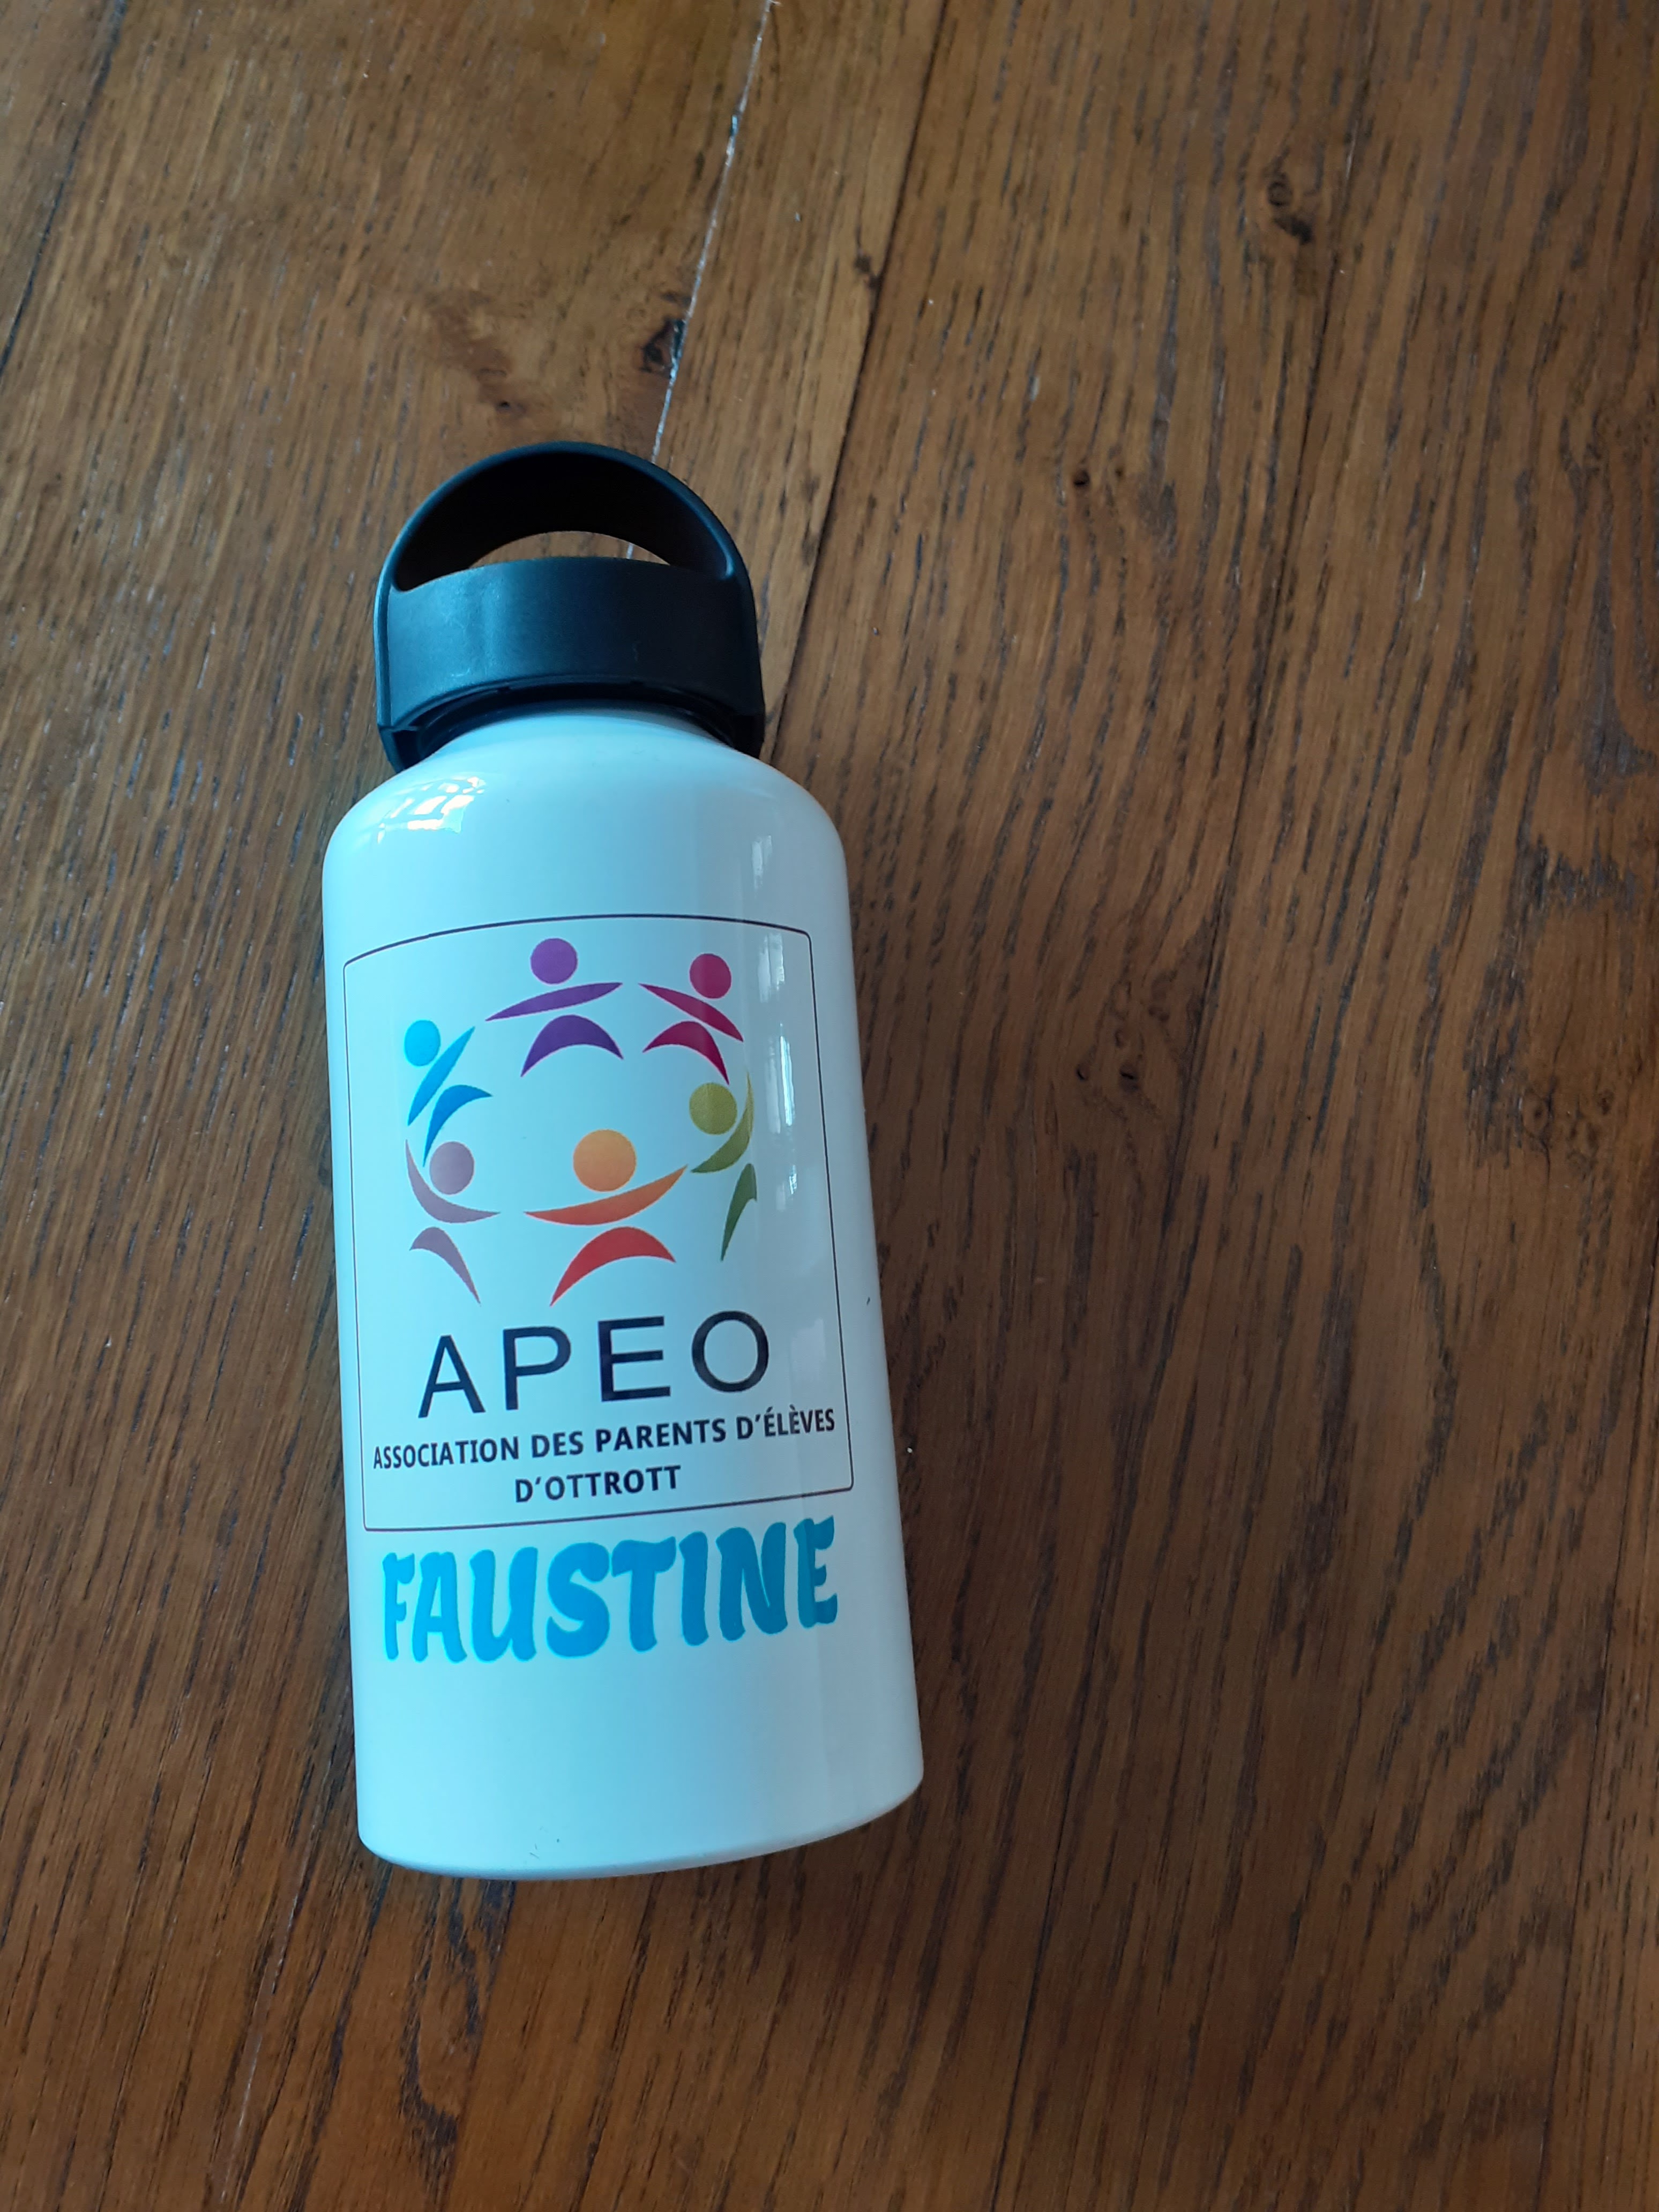 APEO
ASSOCIATION DES PARENTS D'ÉLÈVES
D'OTTROTT
FAUSTINE